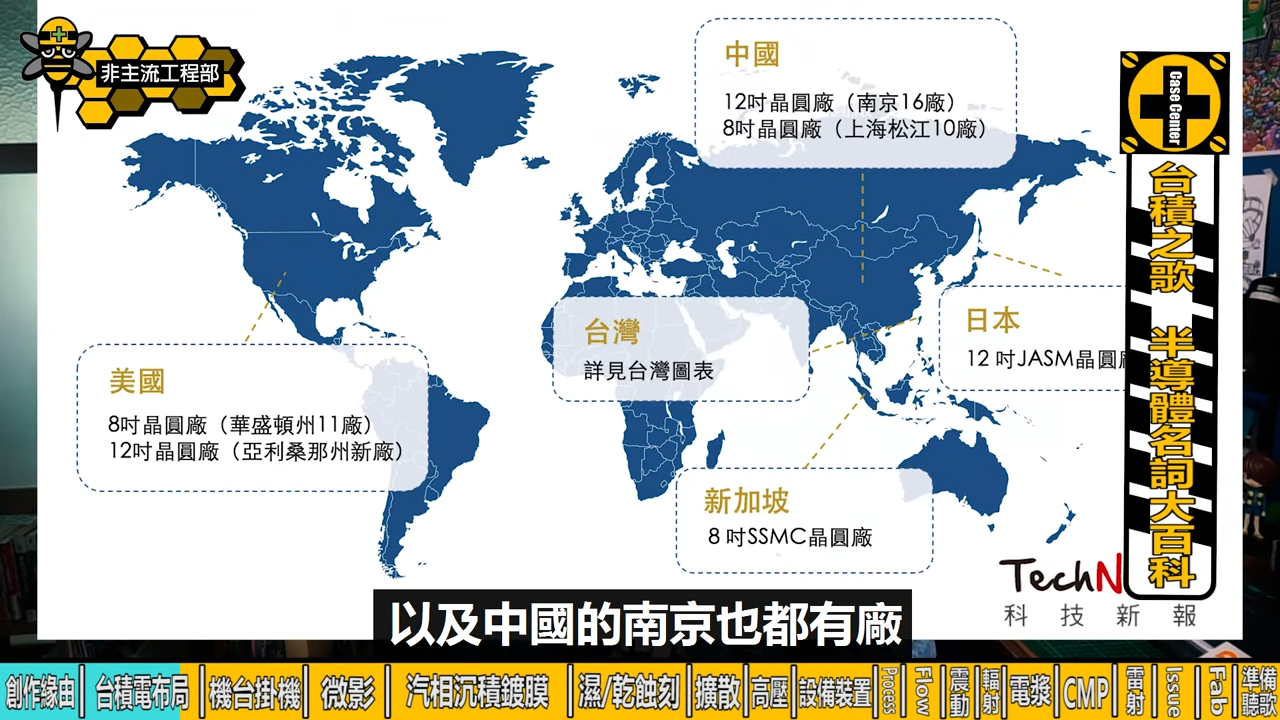 非主流工程部
中國
12吋晶圓廠（南京16廠）
8吋晶圓廠（上海松江10廠）
Case Center
台積之歌 半導體名詞大百科
台灣
詳見台灣圖表
日本
12 吋JASM晶圓廠
美國
8吋晶圓廠（華盛頓州11廠）
12吋晶圓廠（亞利桑那州新廠）
新加坡
8 吋SSMC晶圓廠
TechN
科技新報
以及中國的南京也都有廠
創作緣由 台積電布局 機台掛機 微影 汽相沉積鍍膜 濕/乾蝕刻 擴散 高壓 設備裝置 Process Flow 震動 輻射 電漿 CMP 雷射 Issue Fab 準備聽歌